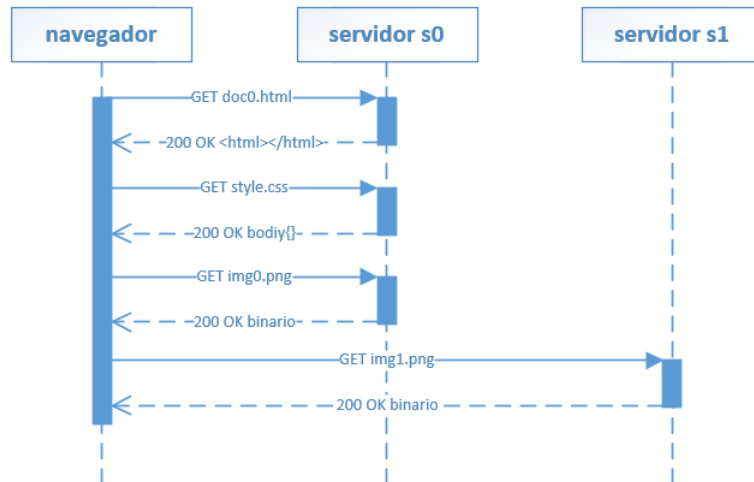 navegador
servidor s0
servidor s1
GET doc0.html
200 OK <html></html>
GET style.css
200 OK bodiy{}
GET img0.png
200 OK binario
GET img1.png
200 OK binario